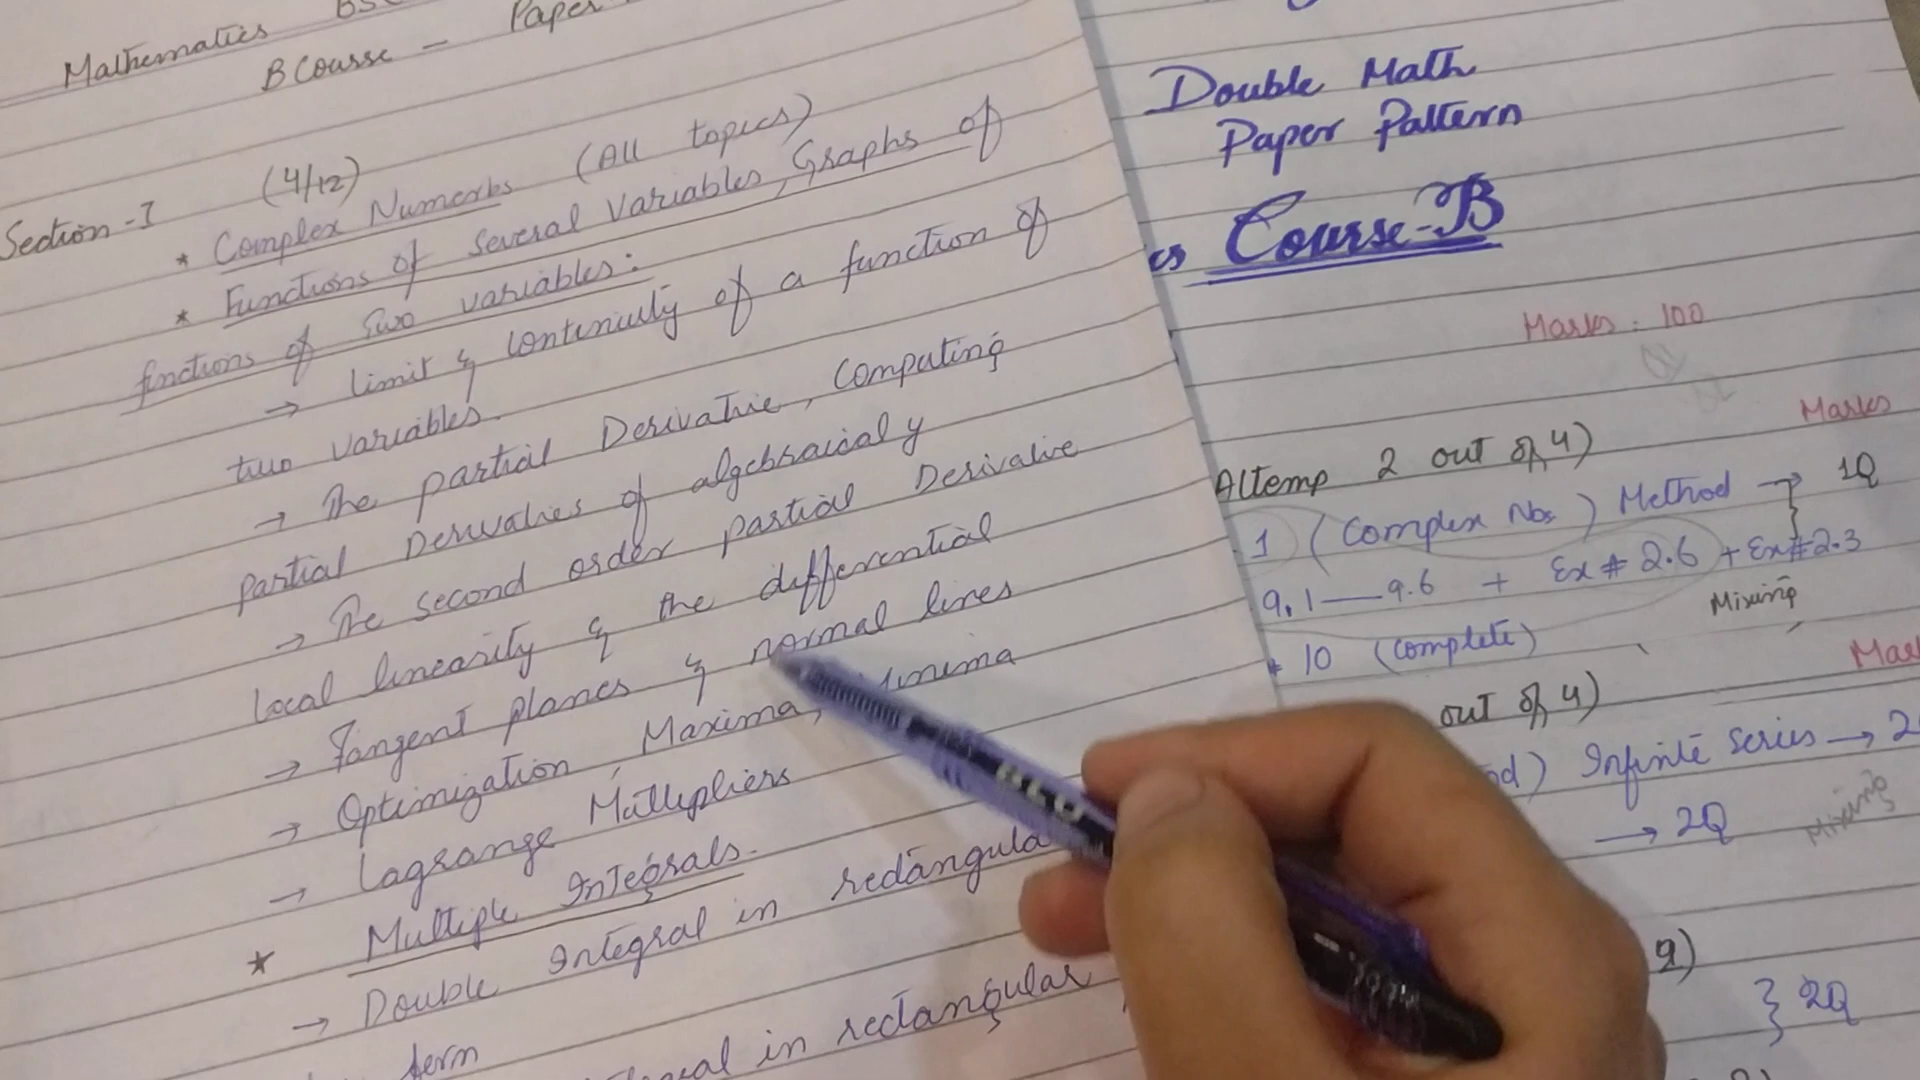 Mathematics BSC
B Course - Paper
Section-I (4/12)
* Complex Numerbs (All topics)
* Functions of Several Variables, Graphs of
fnctions of Two variables:
→ limit & Continuity of a function of
two variables.
→ The partial Derivative, Computing
partial Derivatives of algebraically
→ The second order partial Derivative
local linearity & the differential
→ Tangent planes & normal lines
→ Optimization, Maxima,
→ Lagrange Multipliers
* Multiple Integrals.
→ Double Integral in
term
in rectangular
Double Math
Paper Pattern
Course-B
Marks: 100
Marks
Attemp 2 out of 4)
1 (Complex Nos) Method → 1Q
9.1—9.6 + Ex # 2.6 + Ex # 2.3
Mixing
* 10 (Complete)
out of 4)
Infinite Series → 2
→ 2Q
Mixing
9)
} 2Q